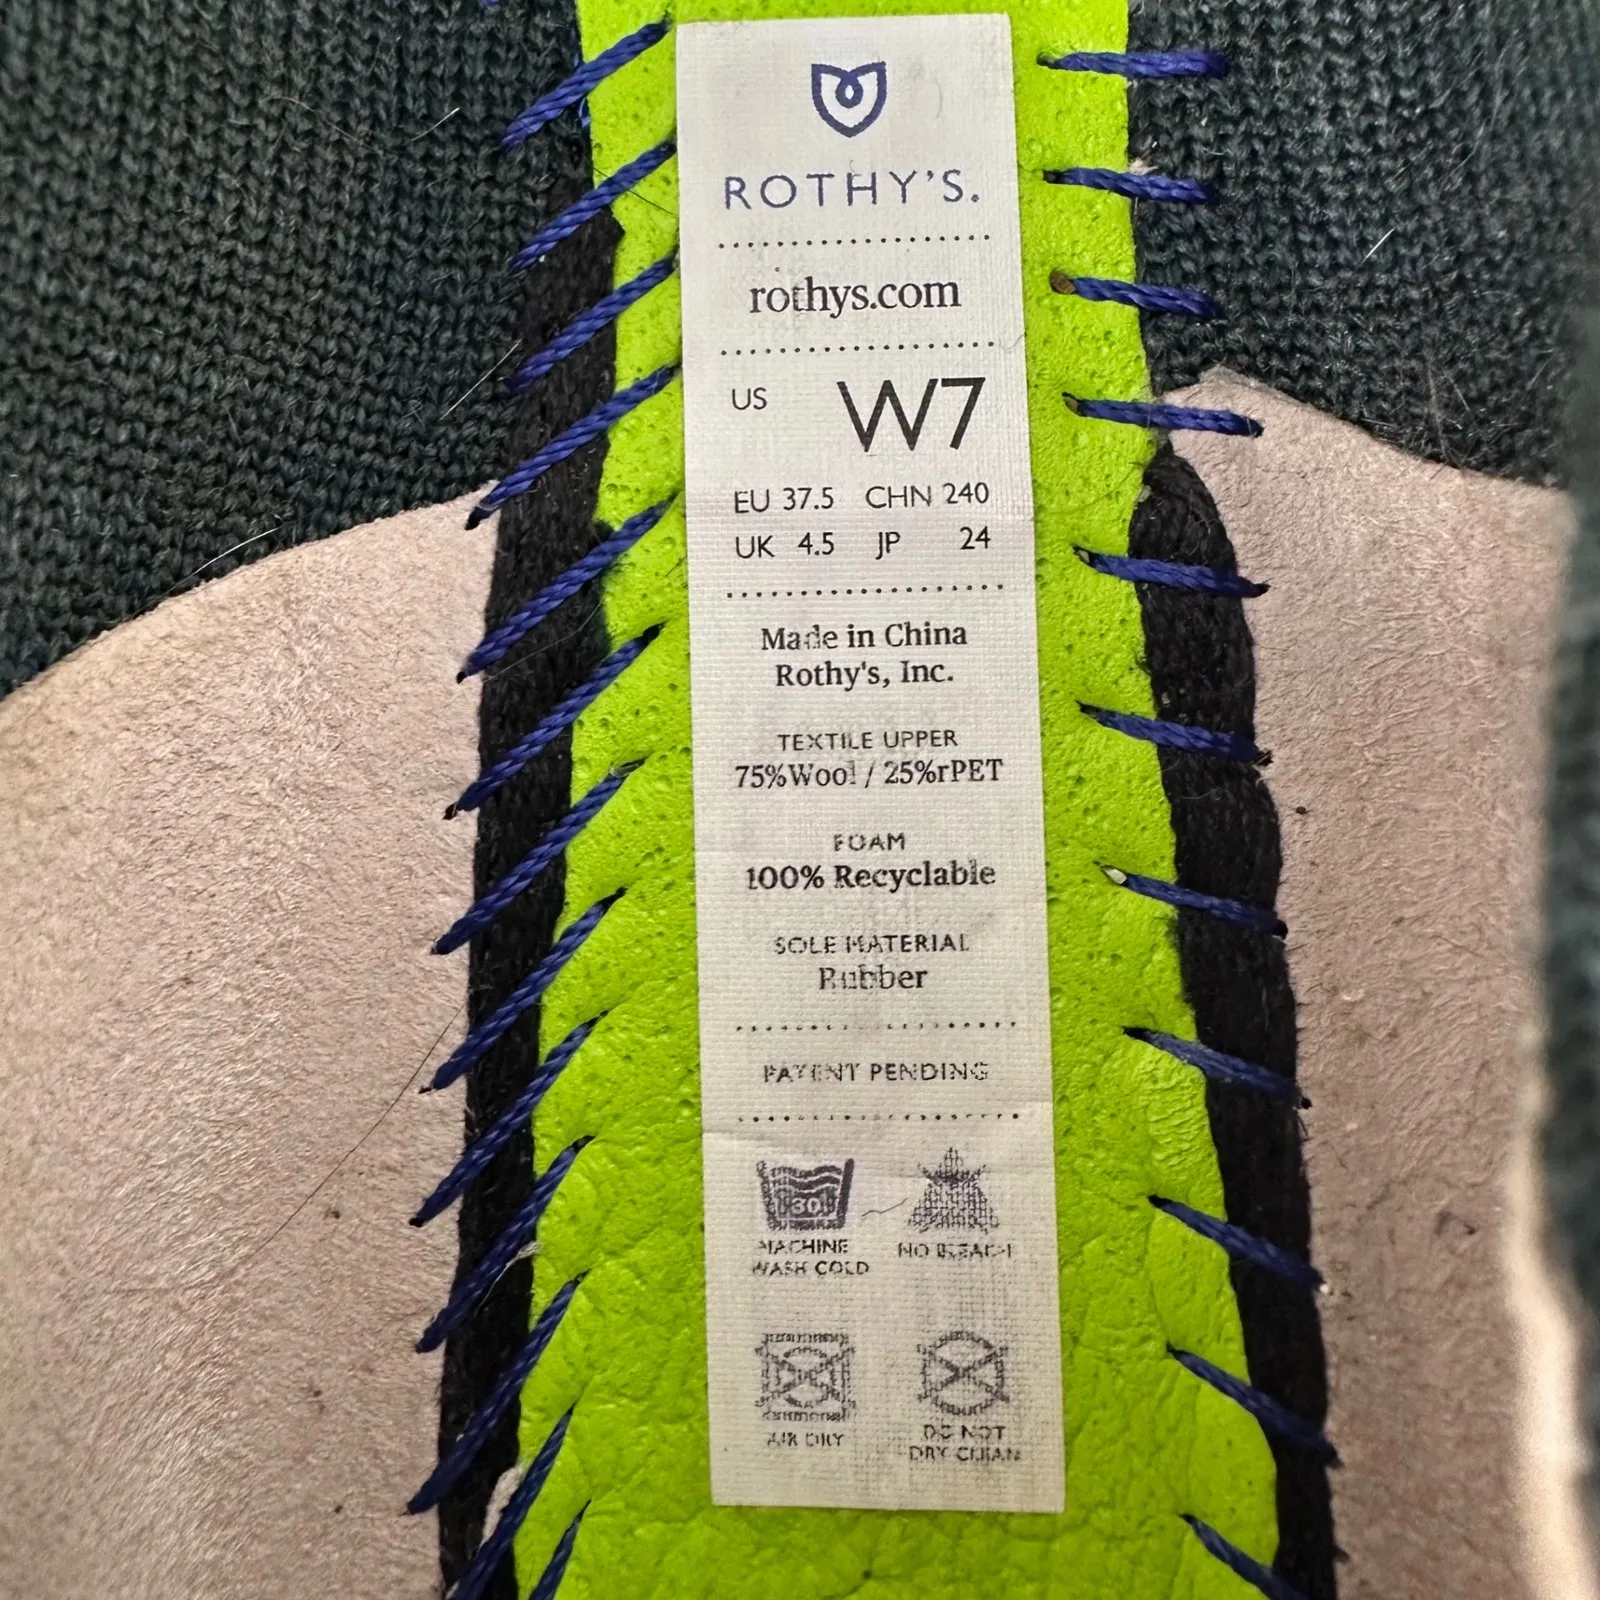 ROTHY'S.
rothys.com
US W7
EU 37.5 CHN 240
UK 4.5 JP 24
Made in China
Rothy's, Inc.
TEXTILE UPPER
75%Wool / 25%rPET
FOAM
100% Recyclable
SOLE MATERIAL
Rubber
PATENT PENDING
30
MACHINE NO BLEACH
WASH COLD
AIR DRY DO NOT
DRY CLEAN